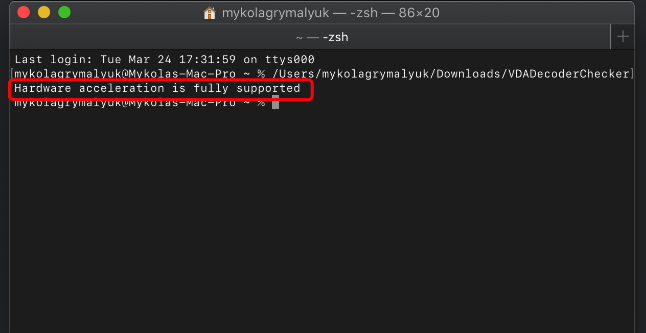 mykolagrymalyuk — -zsh — 86×20
~ — -zsh
Last login: Tue Mar 24 17:31:59 on ttys000
[mykolagrymalyuk@Mykolas-Mac-Pro ~ % /Users/mykolagrymalyuk/Downloads/VDADecoderChecker]
Hardware acceleration is fully supported
mykolagrymalyuk@Mykolas-Mac-Pro ~ %